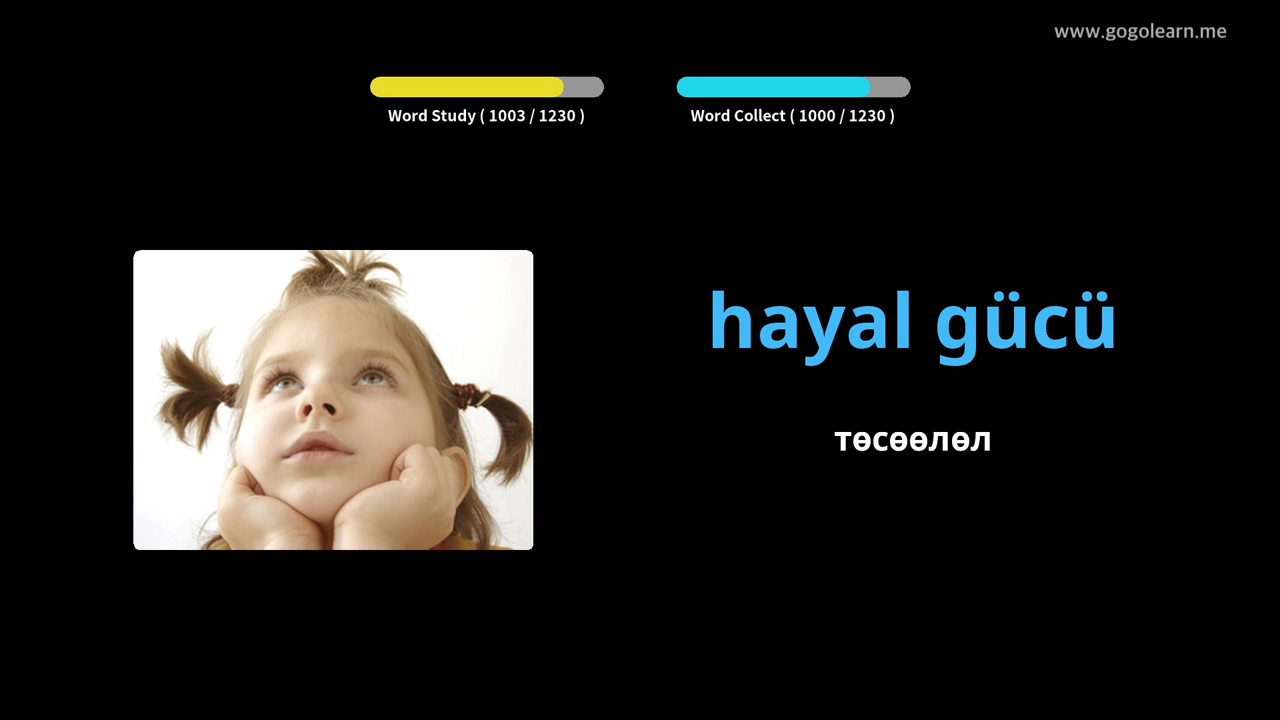 www.gogolearn.me
Word Study ( 1003 / 1230 )
Word Collect ( 1000 / 1230 )
hayal gücü
төсөөлөл